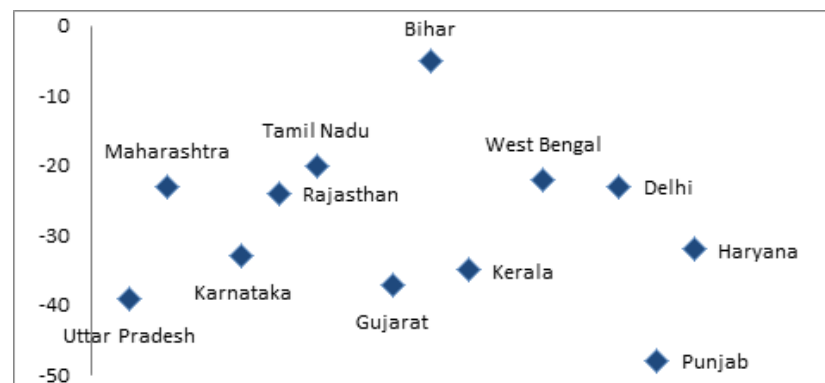 0
Bihar
-10
Tamil Nadu
Maharashtra
West Bengal
-20
Rajasthan
Delhi
-30
Haryana
Karnataka
Kerala
-40
Gujarat
Uttar Pradesh
Punjab
-50